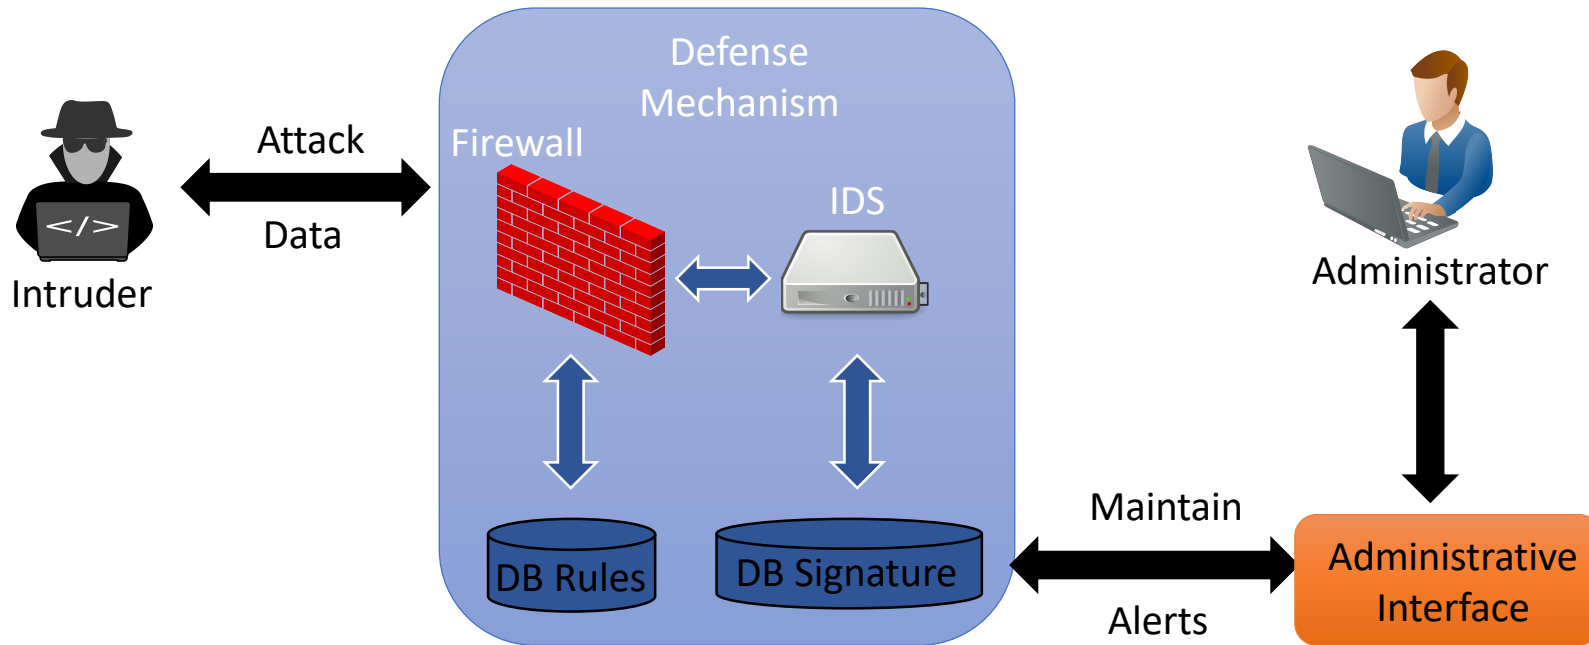 Defense
Mechanism
Attack
Firewall
IDS
</>
Data
Intruder
Administrator
Maintain
DB Rules
DB Signature
Administrative
Interface
Alerts